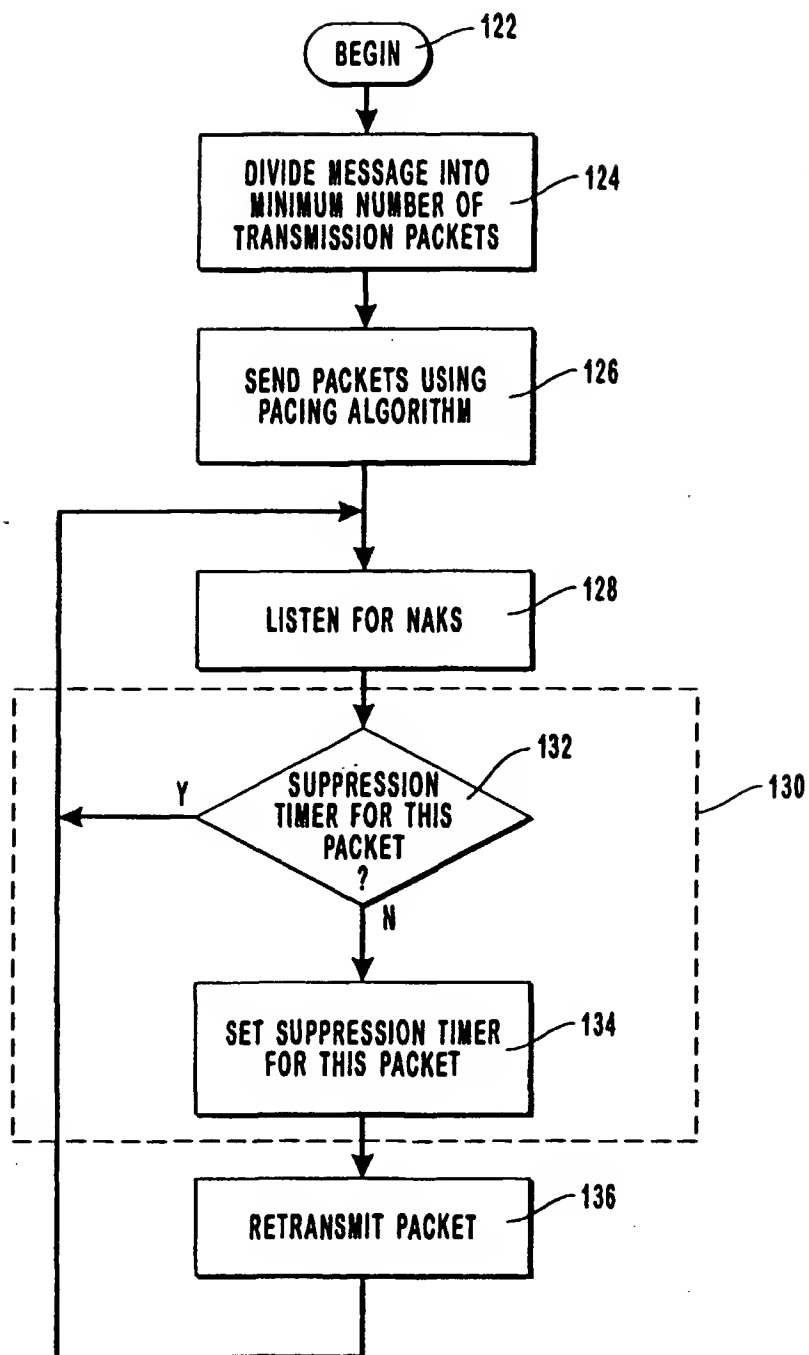 BEGIN
122
DIVIDE MESSAGE INTO
MINIMUM NUMBER OF
TRANSMISSION PACKETS
124
SEND PACKETS USING
PACING ALGORITHM
126
LISTEN FOR NAKS
128
SUPPRESSION
TIMER FOR THIS
PACKET
?
132
Y
130
N
SET SUPPRESSION TIMER
FOR THIS PACKET
134
RETRANSMIT PACKET
136